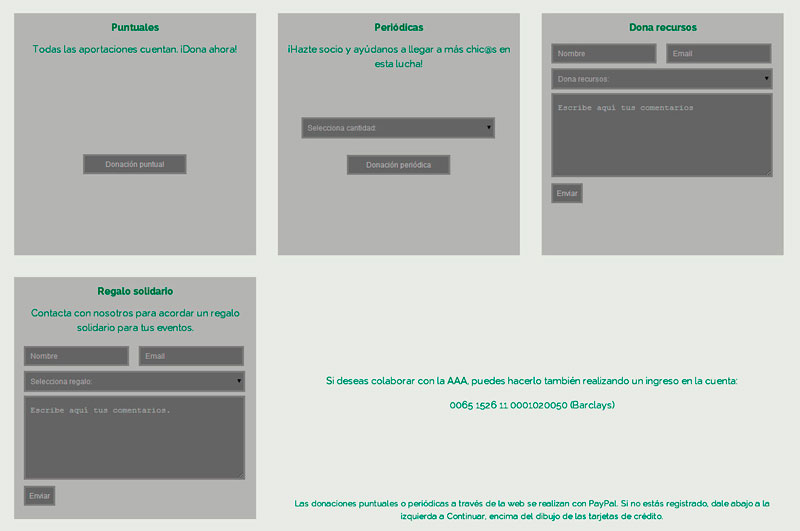 Puntuales
Todas las aportaciones cuentan. ¡Dona ahora!
Donación puntual
Periódicas
¡Hazte socio y ayúdanos a llegar a más chic@s en
esta lucha!
Selecciona cantidad:
Donación periódica
Dona recursos
Nombre
Email
Dona recursos:
Escribe aquí tus comentarios
Enviar
Regalo solidario
Contacta con nosotros para acordar un regalo
solidario para tus eventos.
Nombre
Email
Selecciona regalo:
Escribe aquí tus comentarios.
Enviar
Si deseas colaborar con la AAA, puedes hacerlo también realizando un ingreso en la cuenta:
0065 1526 11 0001020050 (Barclays)
Las donaciones puntuales o periódicas a través de la web se realizan con PayPal. Si no estás registrado, dale abajo a la
izquierda a Continuar, encima del dibujo de las tarjetas de crédito.